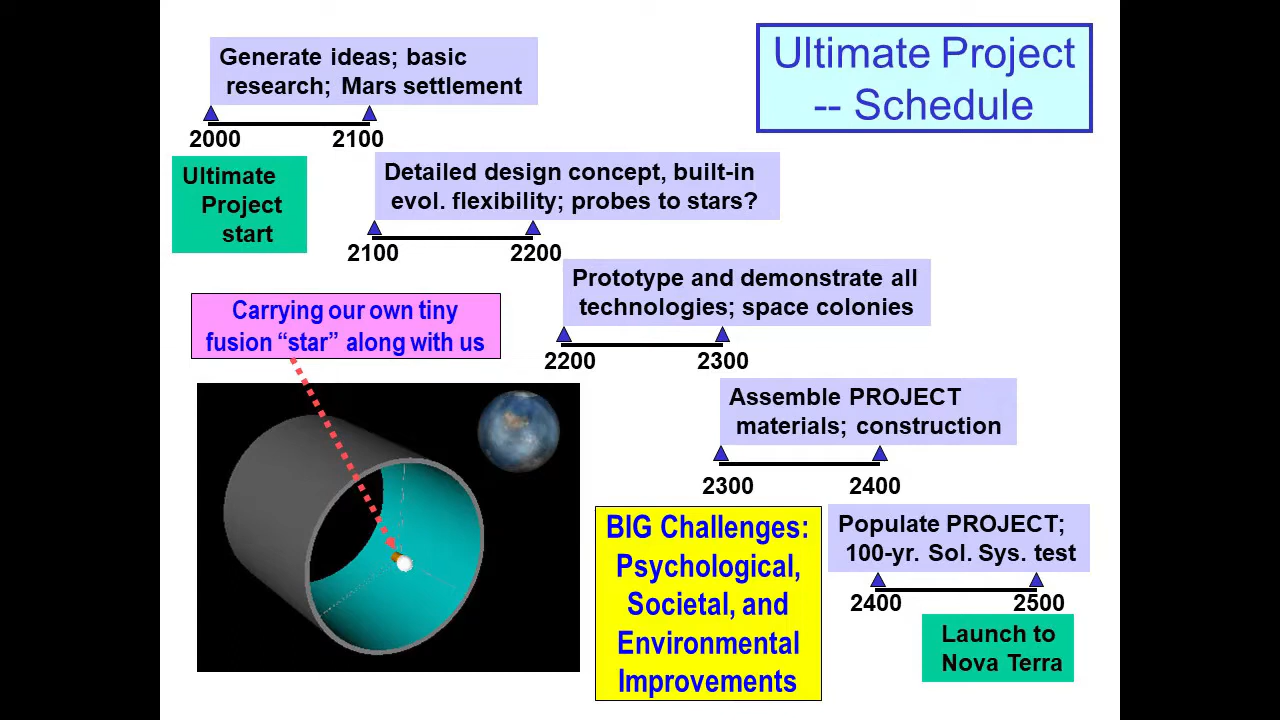 Ultimate Project
-- Schedule
Generate ideas; basic
research; Mars settlement
2000 2100
Ultimate
Project
start
Detailed design concept, built-in
evol. flexibility; probes to stars?
2100 2200
Prototype and demonstrate all
technologies; space colonies
2200 2300
Carrying our own tiny
fusion “star” along with us
Assemble PROJECT
materials; construction
2300 2400
BIG Challenges:
Psychological,
Societal, and
Environmental
Improvements
Populate PROJECT;
100-yr. Sol. Sys. test
2400 2500
Launch to
Nova Terra